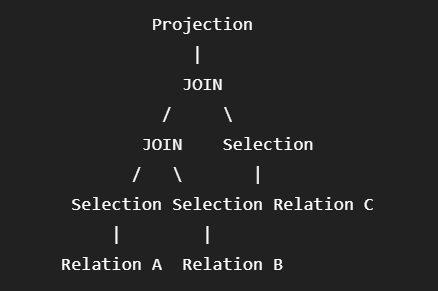 Projection
|
JOIN
/ \
JOIN Selection
/ \ |
Selection Selection Relation C
| |
Relation A Relation B